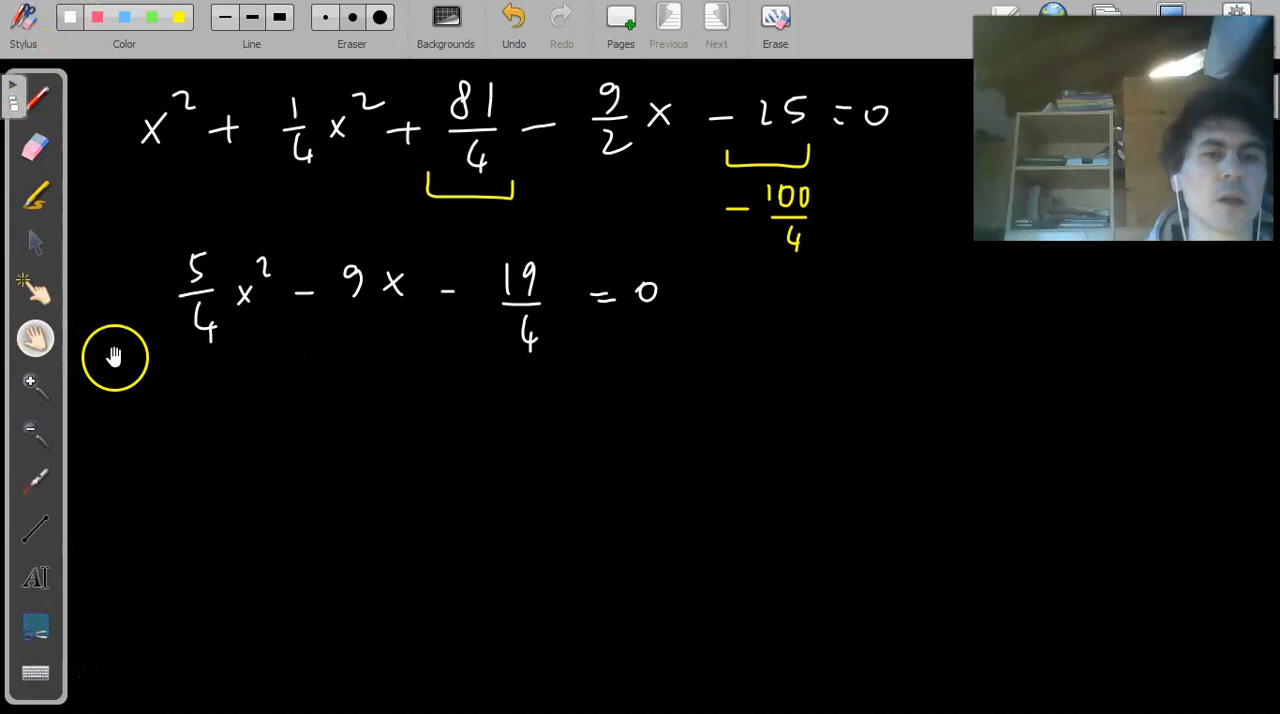 Stylus Color Line Eraser Backgrounds Undo Redo Pages Previous Next Erase
x² + 1/4 x² + 81/4 - 9/2 x - 25 = 0
- 100/4
5/4 x² - 9x - 19/4 = 0
AI